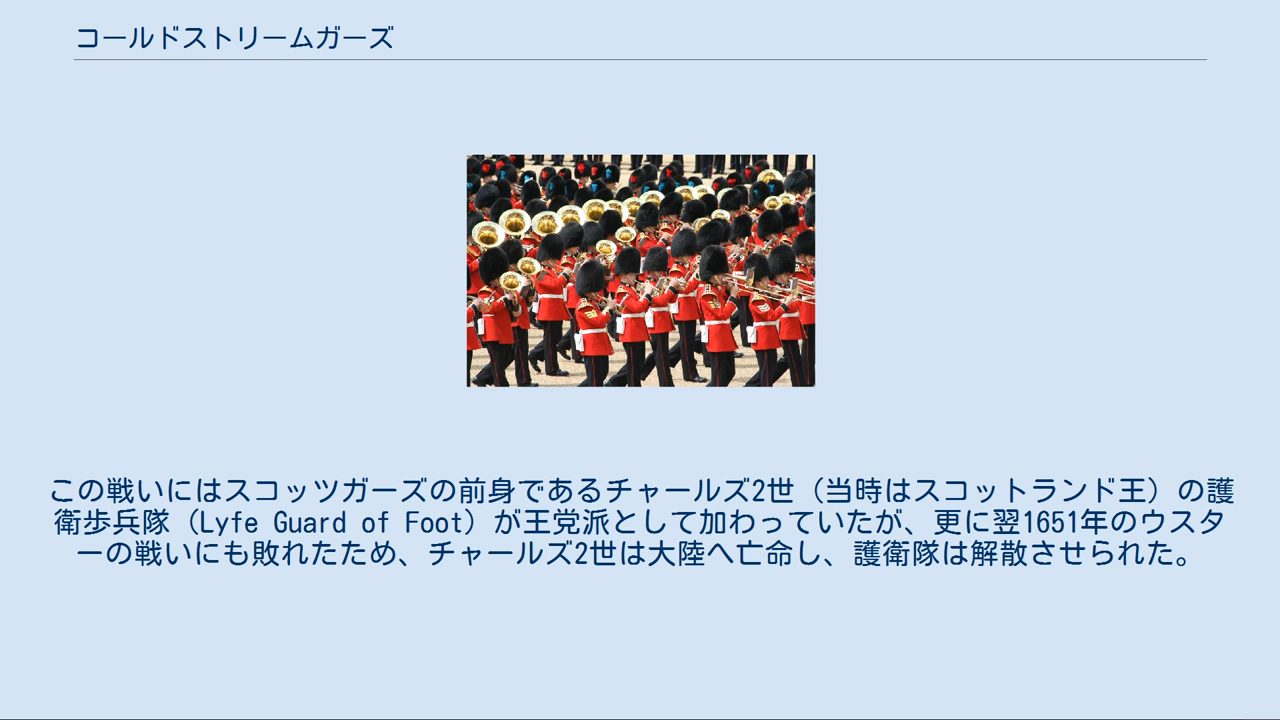 コールドストリームガーズ
この戦いにはスコッツガーズの前身であるチャールズ2世（当時はスコットランド王）の護
衛歩兵隊（Lyfe Guard of Foot）が王党派として加わっていたが、更に翌1651年のウスタ
ーの戦いにも敗れたため、チャールズ2世は大陸へ亡命し、護衛隊は解散させられた。